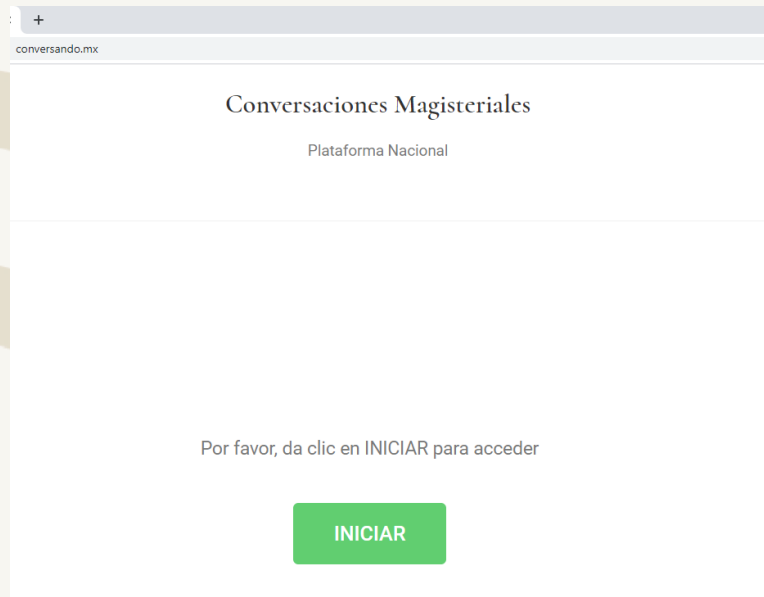 +
conversando.mx
Conversaciones Magisteriales
Plataforma Nacional
Por favor, da clic en INICIAR para acceder
INICIAR